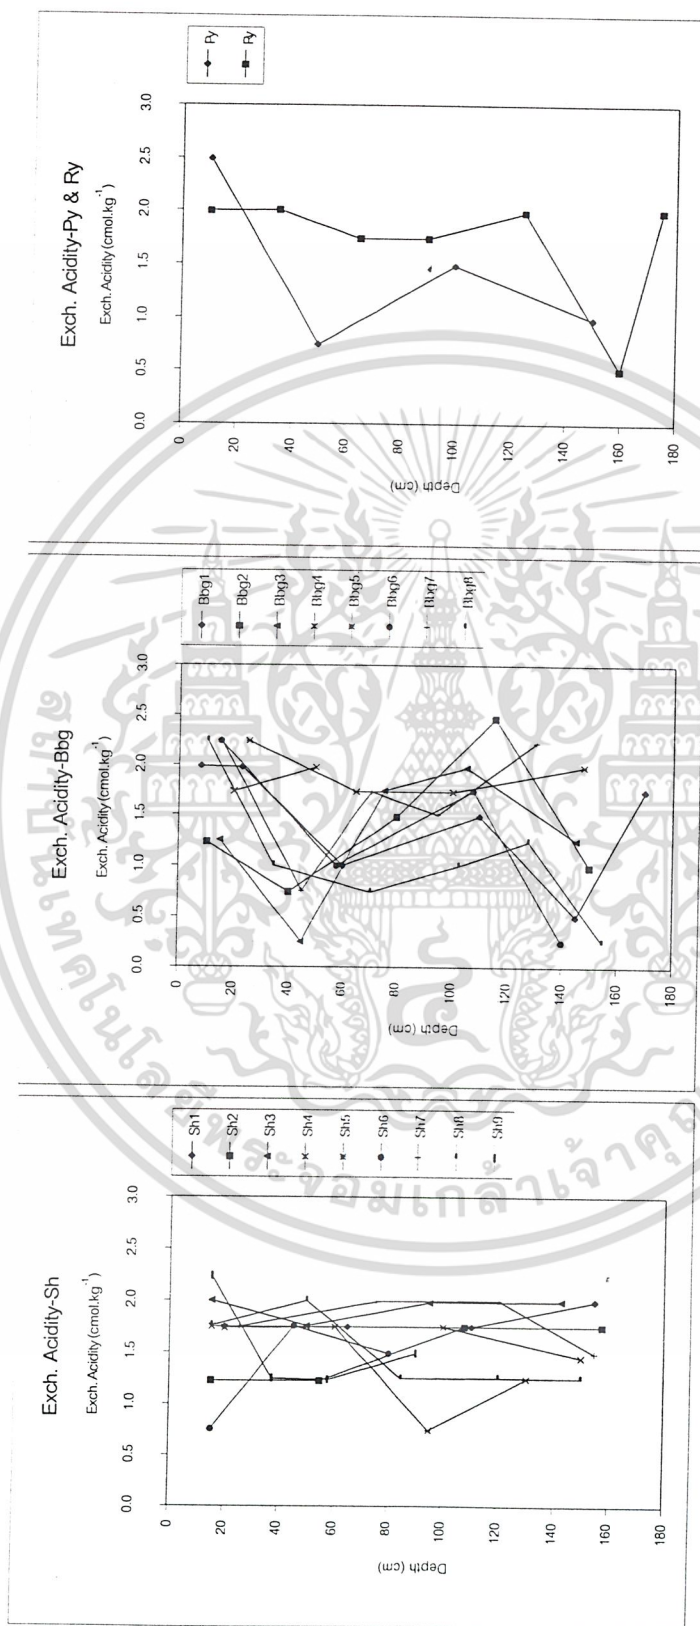 Exch. Acidity-Sh
Exch. Acidity (cmol.kg⁻¹)
0.0 0.5 1.0 1.5 2.0 2.5 3.0
0
20
40
60
80
100
120
140
160
180
Depth (cm)
Sh1
Sh2
Sh3
Sh4
Sh5
Sh6
Sh7
Sh8
Sh9
Exch. Acidity-Bbg
Exch. Acidity (cmol.kg⁻¹)
0.0 0.5 1.0 1.5 2.0 2.5 3.0
0
20
40
60
80
100
120
140
160
180
Depth (cm)
Bbg1
Bbg2
Bbg3
Bbg4
Bbg5
Bbg6
Bbg7
Bbg8
Exch. Acidity-Py & Ry
Exch. Acidity (cmol.kg⁻¹)
0.0 0.5 1.0 1.5 2.0 2.5 3.0
0
20
40
60
80
100
120
140
160
180
Depth (cm)
Py
Ry